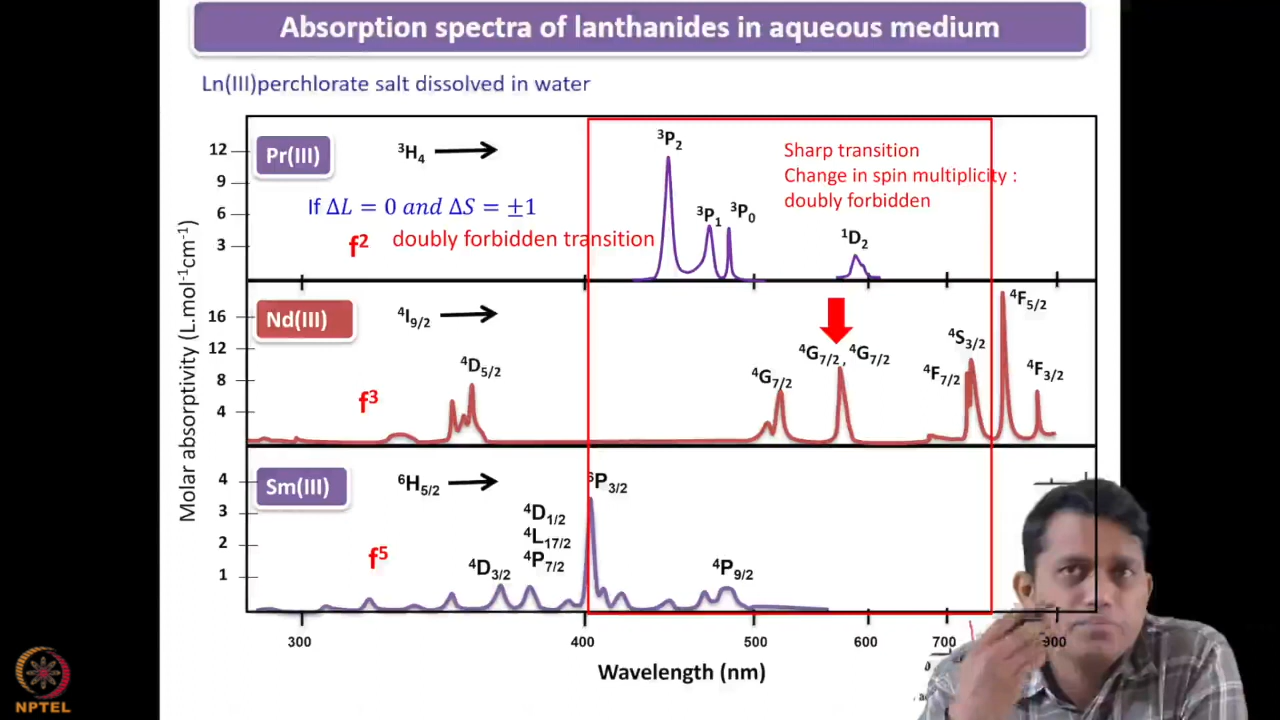 Absorption spectra of lanthanides in aqueous medium
Ln(III)perchlorate salt dissolved in water
Molar absorptivity (L.mol-1cm-1)
12
9
6
3
Pr(III)
³H₄
If ΔL = 0 and ΔS = ±1
f² doubly forbidden transition
³P₂
³P₁
³P₀
¹D₂
Sharp transition
Change in spin multiplicity :
doubly forbidden
16
12
8
4
Nd(III)
⁴I9/2
f³
⁴D5/2
⁴G7/2
⁴G7/2, ⁴G7/2
⁴F7/2
⁴S3/2
⁴F5/2
⁴F3/2
4
3
2
1
Sm(III)
⁶H5/2
f⁵
⁴D3/2
⁴D1/2
⁴L17/2
⁴P7/2
⁶P3/2
⁴P9/2
300 400 500 600 700
Wavelength (nm)
NPTEL